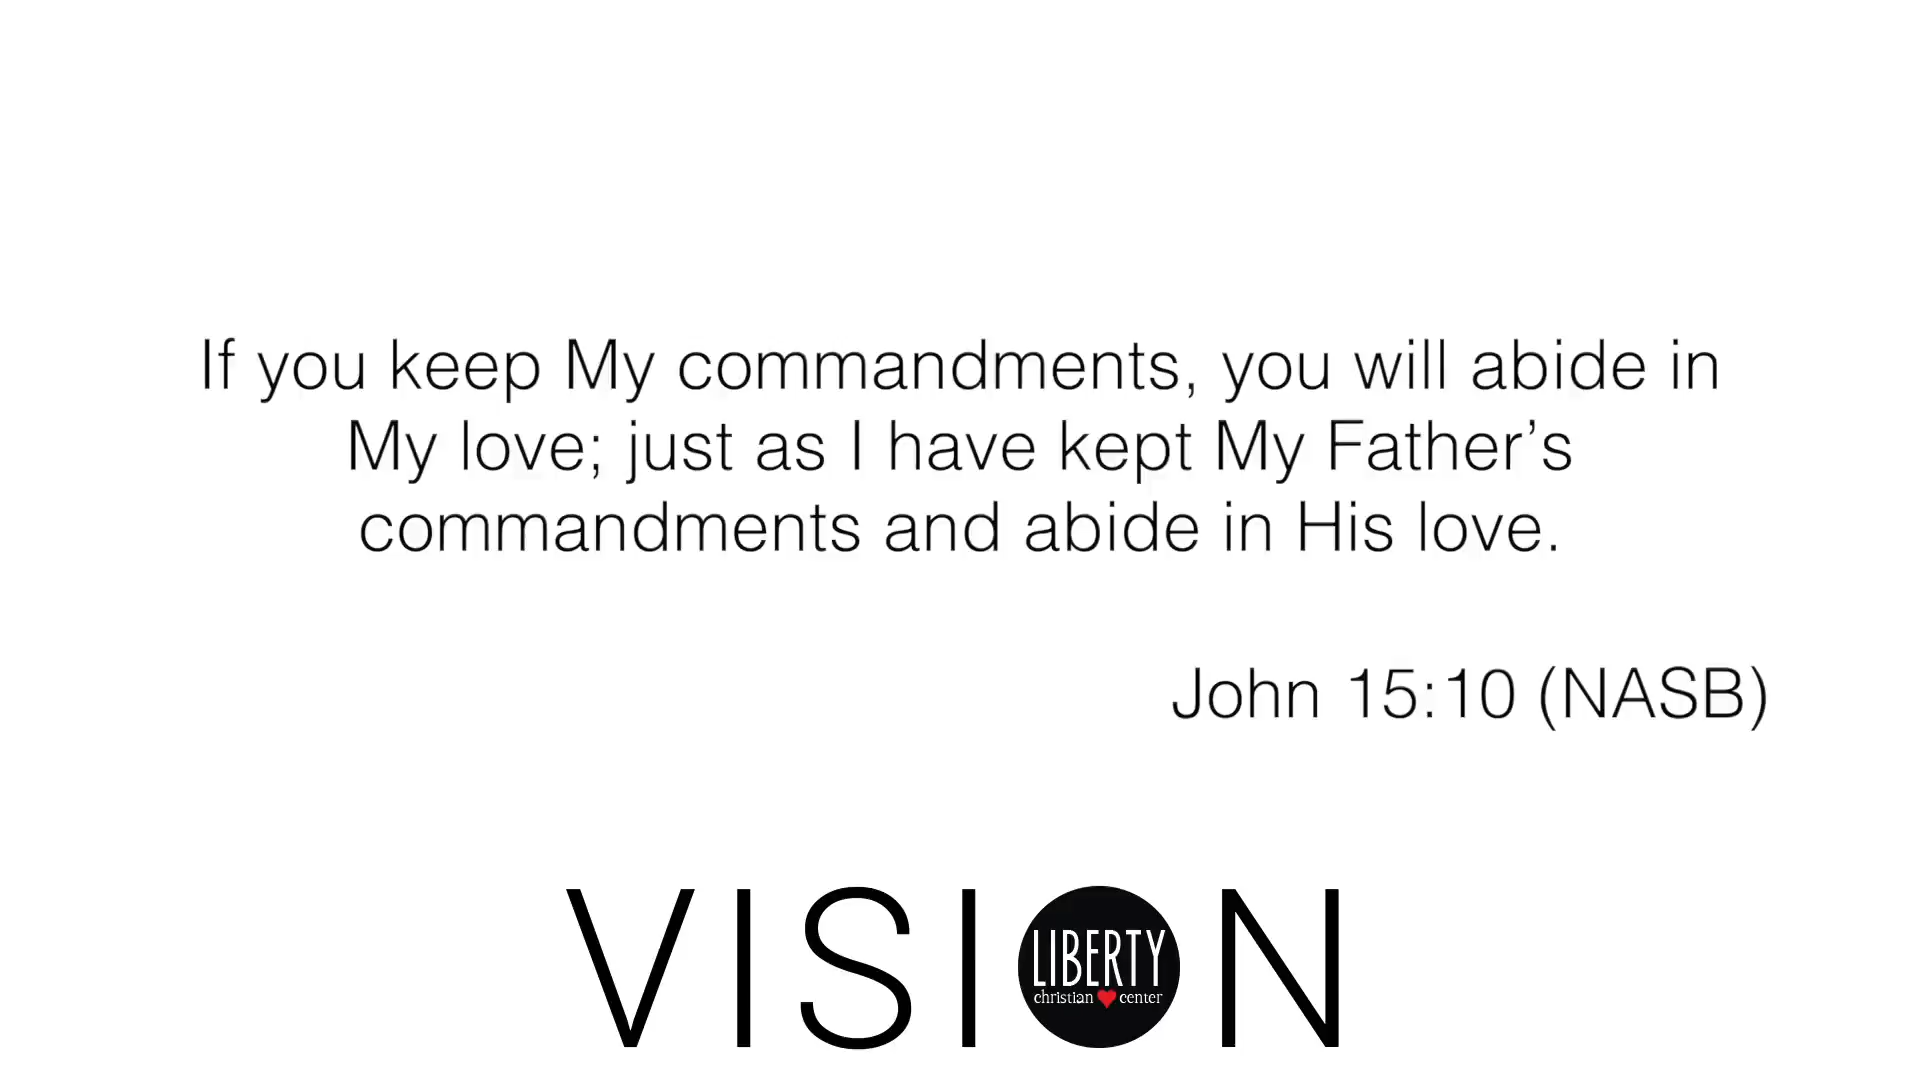 If you keep My commandments, you will abide in
My love; just as I have kept My Father’s
commandments and abide in His love.
John 15:10 (NASB)
VISION
LIBERTY
christian center